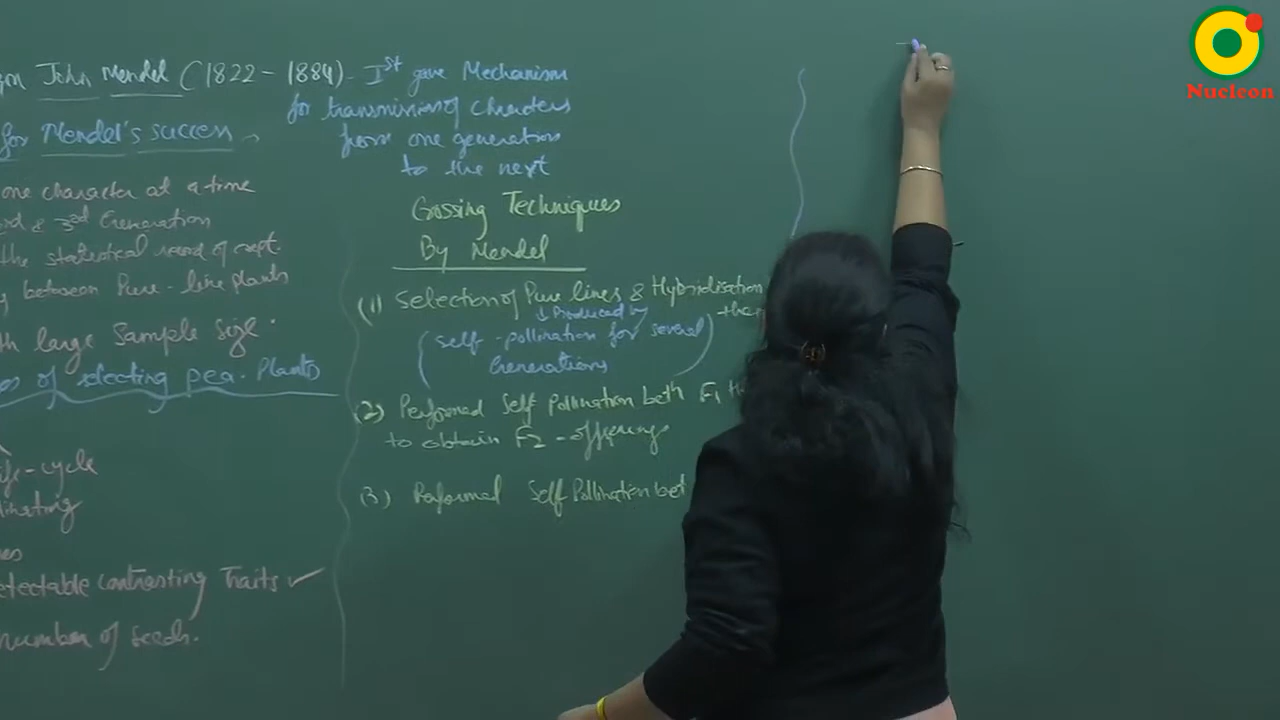 John Mendel (1822 - 1884) - Ist gave Mechanism
for transmission of Characters
from one generation
to the next
for Mendel's success
one character at a time
& 3rd Generation
the statistical record of expt.
between Pure-line plants
large Sample Size.
of selecting pea-Plants
life-cycle
detectable contrasting Traits ✓
number of seeds.
Crossing Techniques
By Mendel
(1) Selection of Pure lines & Hybridisation
↓ Produced by
(self-pollination for several
Generations)
(2) Performed Self Pollination betn F1
to obtain F2 - offsprings
(3) Performed Self Pollination bet
Nucleon